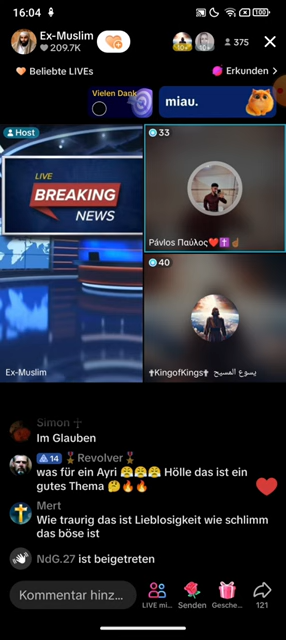 16:04
100
Ex-Muslim
209.7K
10+
375
Beliebte LIVEs
Erkunden
Vielen Dank
miau.
Host
LIVE
BREAKING
NEWS
Ex-Muslim
33
Pávlos Παύλος❤️✝️☝🏽
40
✝KingofKings✝ يسوع المسيح
Simon ☥
Im Glauben
14 🎖Revolver🎖
was für ein Ayri 😤😤😤 Hölle das ist ein
gutes Thema 🤔🔥🔥
Mert
Wie traurig das ist Lieblosigkeit wie schlimm
das böse ist
NdG.27 ist beigetreten
Kommentar hinz...
LIVE mi...
Senden
Gesche...
121